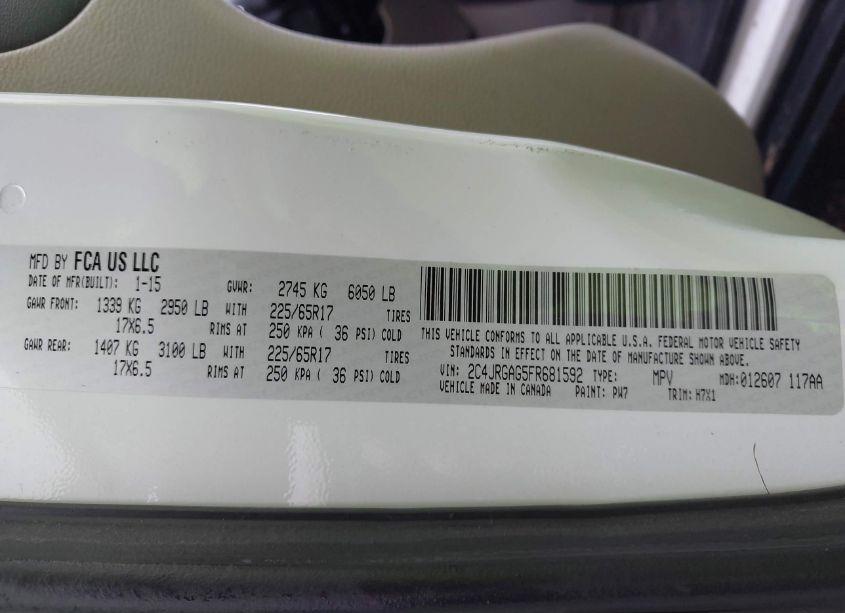 MFD BY FCA US LLC
DATE OF MFR(BUILT): 1-15 GVWR: 2745 KG 6050 LB
GAWR FRONT: 1339 KG 2950 LB WITH 225/65R17 TIRES
17X6.5 RIMS AT 250 KPA ( 36 PSI) COLD
GAWR REAR: 1407 KG 3100 LB WITH 225/65R17 TIRES
17X6.5 RIMS AT 250 KPA ( 36 PSI) COLD
THIS VEHICLE CONFORMS TO ALL APPLICABLE U.S.A. FEDERAL MOTOR VEHICLE SAFETY
STANDARDS IN EFFECT ON THE DATE OF MANUFACTURE SHOWN ABOVE.
VIN: 2C4JRGAG5FR681592 TYPE: MPV MDH:012607 117AA
VEHICLE MADE IN CANADA PAINT: PW7 TRIM: H7X1